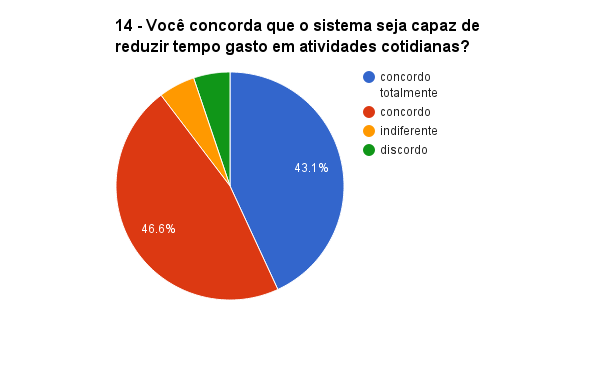 14 - Você concorda que o sistema seja capaz de
reduzir tempo gasto em atividades cotidianas?
concordo
totalmente
concordo
indiferente
discordo
43.1%
46.6%